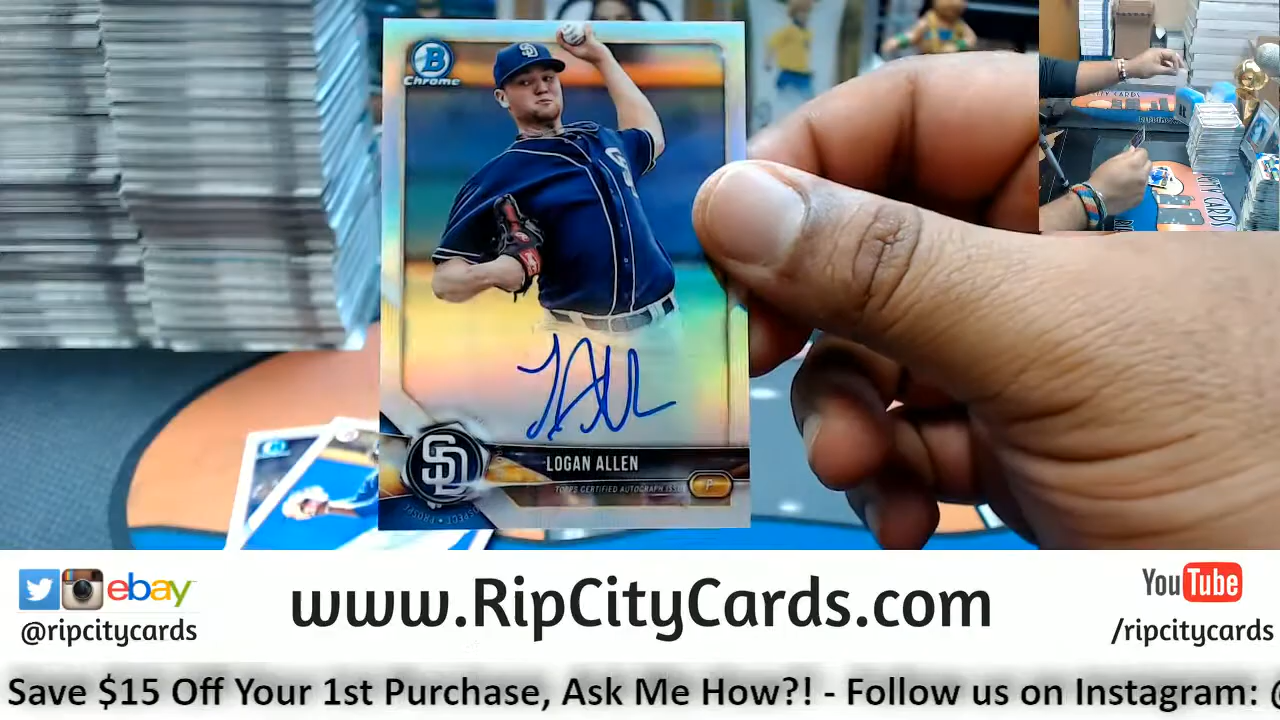 B
Chrome
SD
LOGAN ALLEN
TOPPS CERTIFIED AUTOGRAPH ISSUE
P
SD
ebay
@ripcitycards
www.RipCityCards.com
YouTube
/ripcitycards
Save $15 Off Your 1st Purchase, Ask Me How?! - Follow us on Instagram: @